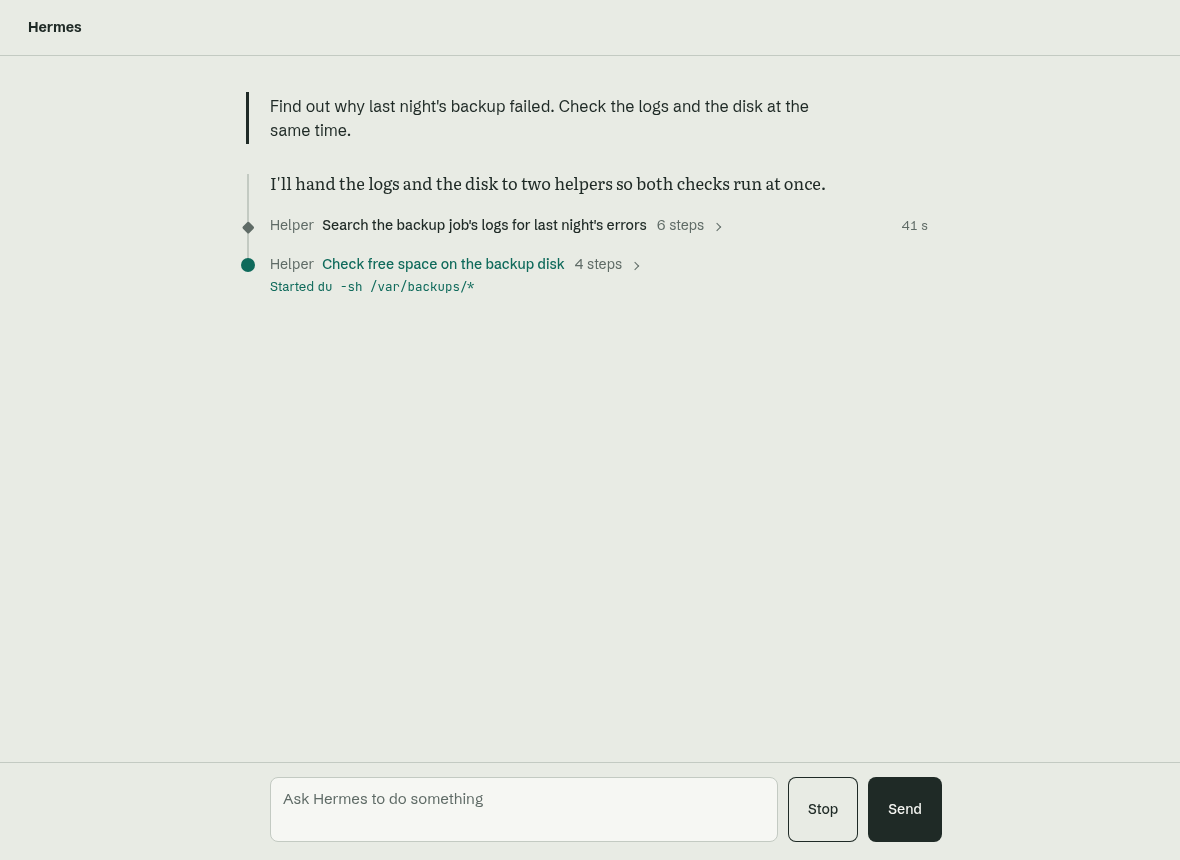 Hermes
Find out why last night's backup failed. Check the logs and the disk at the
same time.
I'll hand the logs and the disk to two helpers so both checks run at once.
Helper Search the backup job's logs for last night's errors 6 steps 41 s
Helper Check free space on the backup disk 4 steps
Started du -sh /var/backups/*
Ask Hermes to do something
Stop
Send